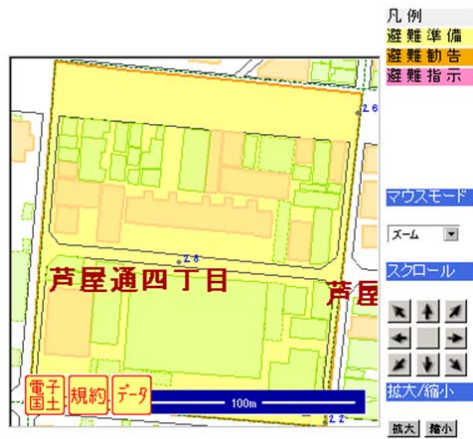 凡例
避難準備
避難勧告
避難指示
2.6
マウスモード
ズーム
2.8
芦屋通四丁目
芦屋
スクロール
電子国土
規約
データ
100m
2.2
拡大/縮小
拡大
縮小